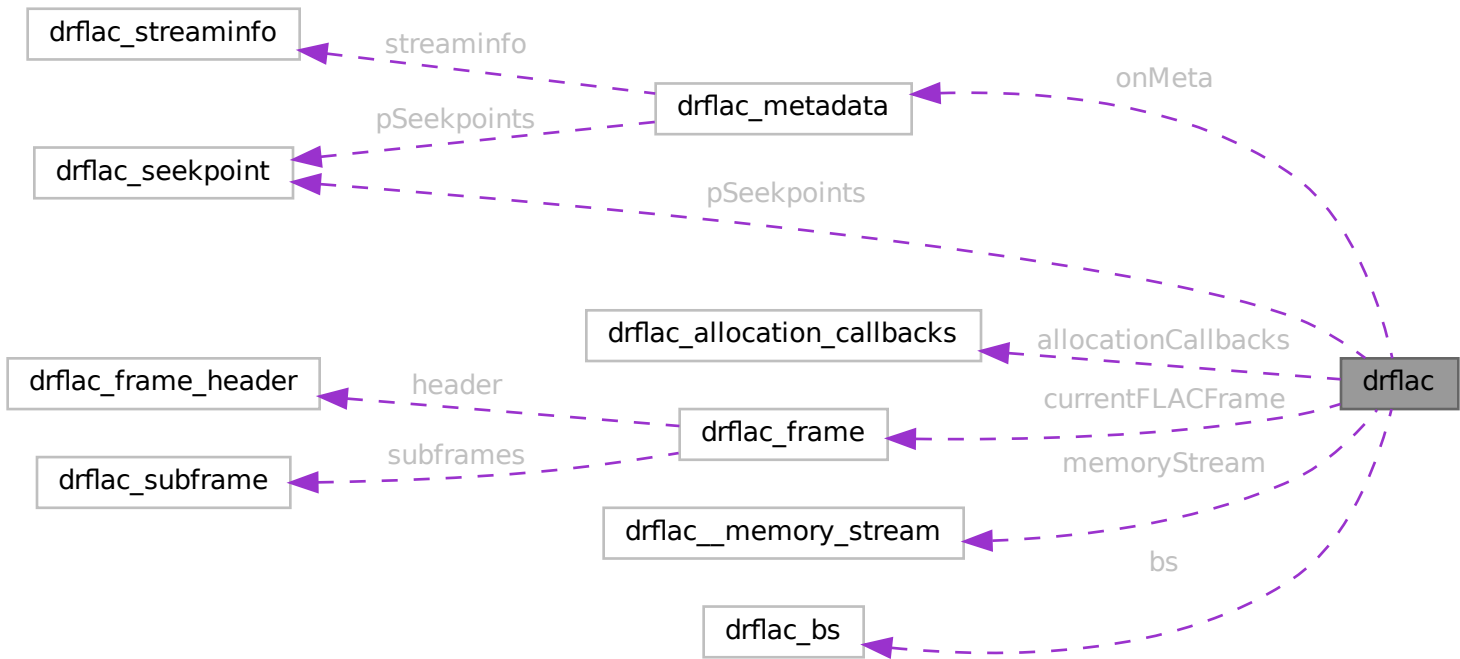 drflac_streaminfo
streaminfo
onMeta
drflac_metadata
pSeekpoints
drflac_seekpoint
pSeekpoints
drflac_allocation_callbacks
allocationCallbacks
drflac_frame_header
header
drflac
currentFLACFrame
drflac_frame
subframes
memoryStream
drflac_subframe
drflac__memory_stream
bs
drflac_bs